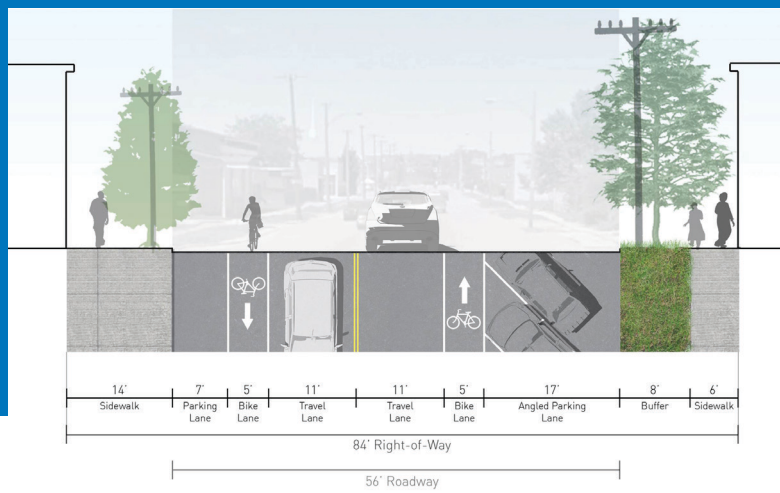 14'
7'
5'
11'
11'
5'
17'
8'
6'
Sidewalk
Parking
Lane
Bike
Lane
Travel
Lane
Travel
Lane
Bike
Lane
Angled Parking
Lane
Buffer
Sidewalk
84' Right-of-Way
56' Roadway